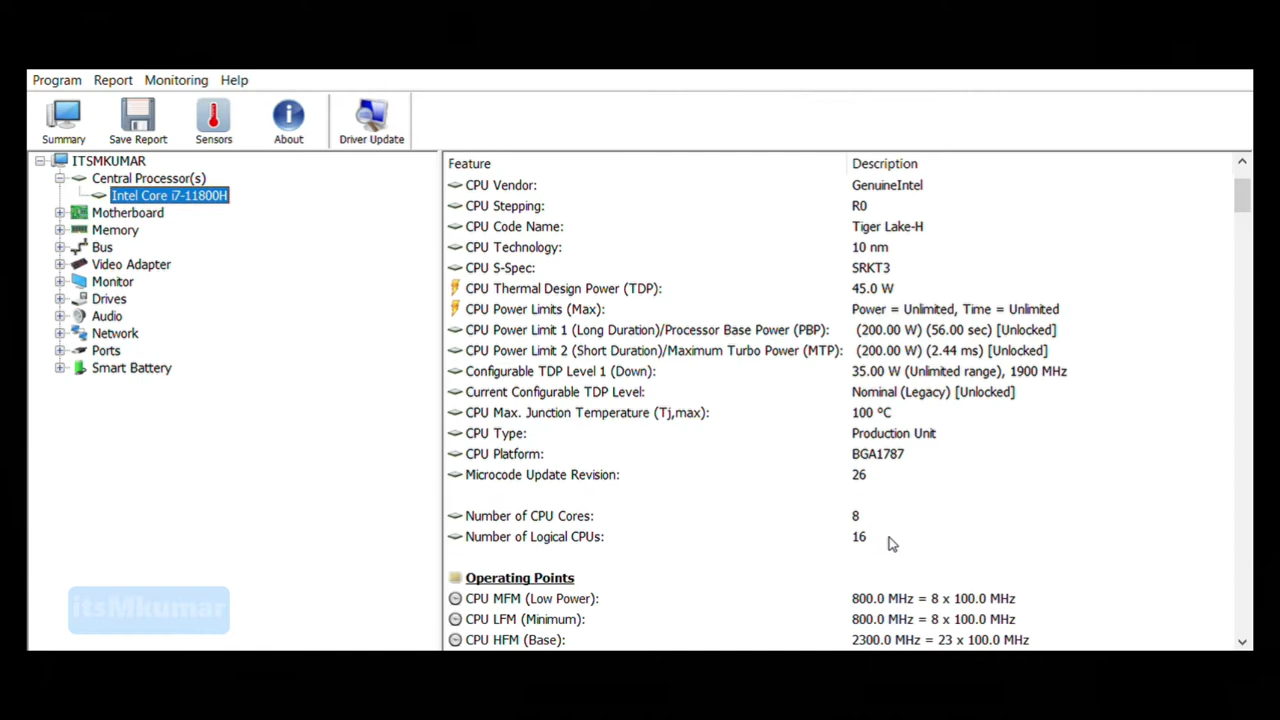 Program Report Monitoring Help
Summary Save Report Sensors About Driver Update
ITSMKUMAR
Central Processor(s)
Intel Core i7-11800H
Motherboard
Memory
Bus
Video Adapter
Monitor
Drives
Audio
Network
Ports
Smart Battery
Feature Description
CPU Vendor: GenuineIntel
CPU Stepping: R0
CPU Code Name: Tiger Lake-H
CPU Technology: 10 nm
CPU S-Spec: SRKT3
CPU Thermal Design Power (TDP): 45.0 W
CPU Power Limits (Max): Power = Unlimited, Time = Unlimited
CPU Power Limit 1 (Long Duration)/Processor Base Power (PBP): (200.00 W) (56.00 sec) [Unlocked]
CPU Power Limit 2 (Short Duration)/Maximum Turbo Power (MTP): (200.00 W) (2.44 ms) [Unlocked]
Configurable TDP Level 1 (Down): 35.00 W (Unlimited range), 1900 MHz
Current Configurable TDP Level: Nominal (Legacy) [Unlocked]
CPU Max. Junction Temperature (Tj,max): 100 °C
CPU Type: Production Unit
CPU Platform: BGA1787
Microcode Update Revision: 26
Number of CPU Cores: 8
Number of Logical CPUs: 16
Operating Points
CPU MFM (Low Power): 800.0 MHz = 8 x 100.0 MHz
CPU LFM (Minimum): 800.0 MHz = 8 x 100.0 MHz
CPU HFM (Base): 2300.0 MHz = 23 x 100.0 MHz
itsMkumar